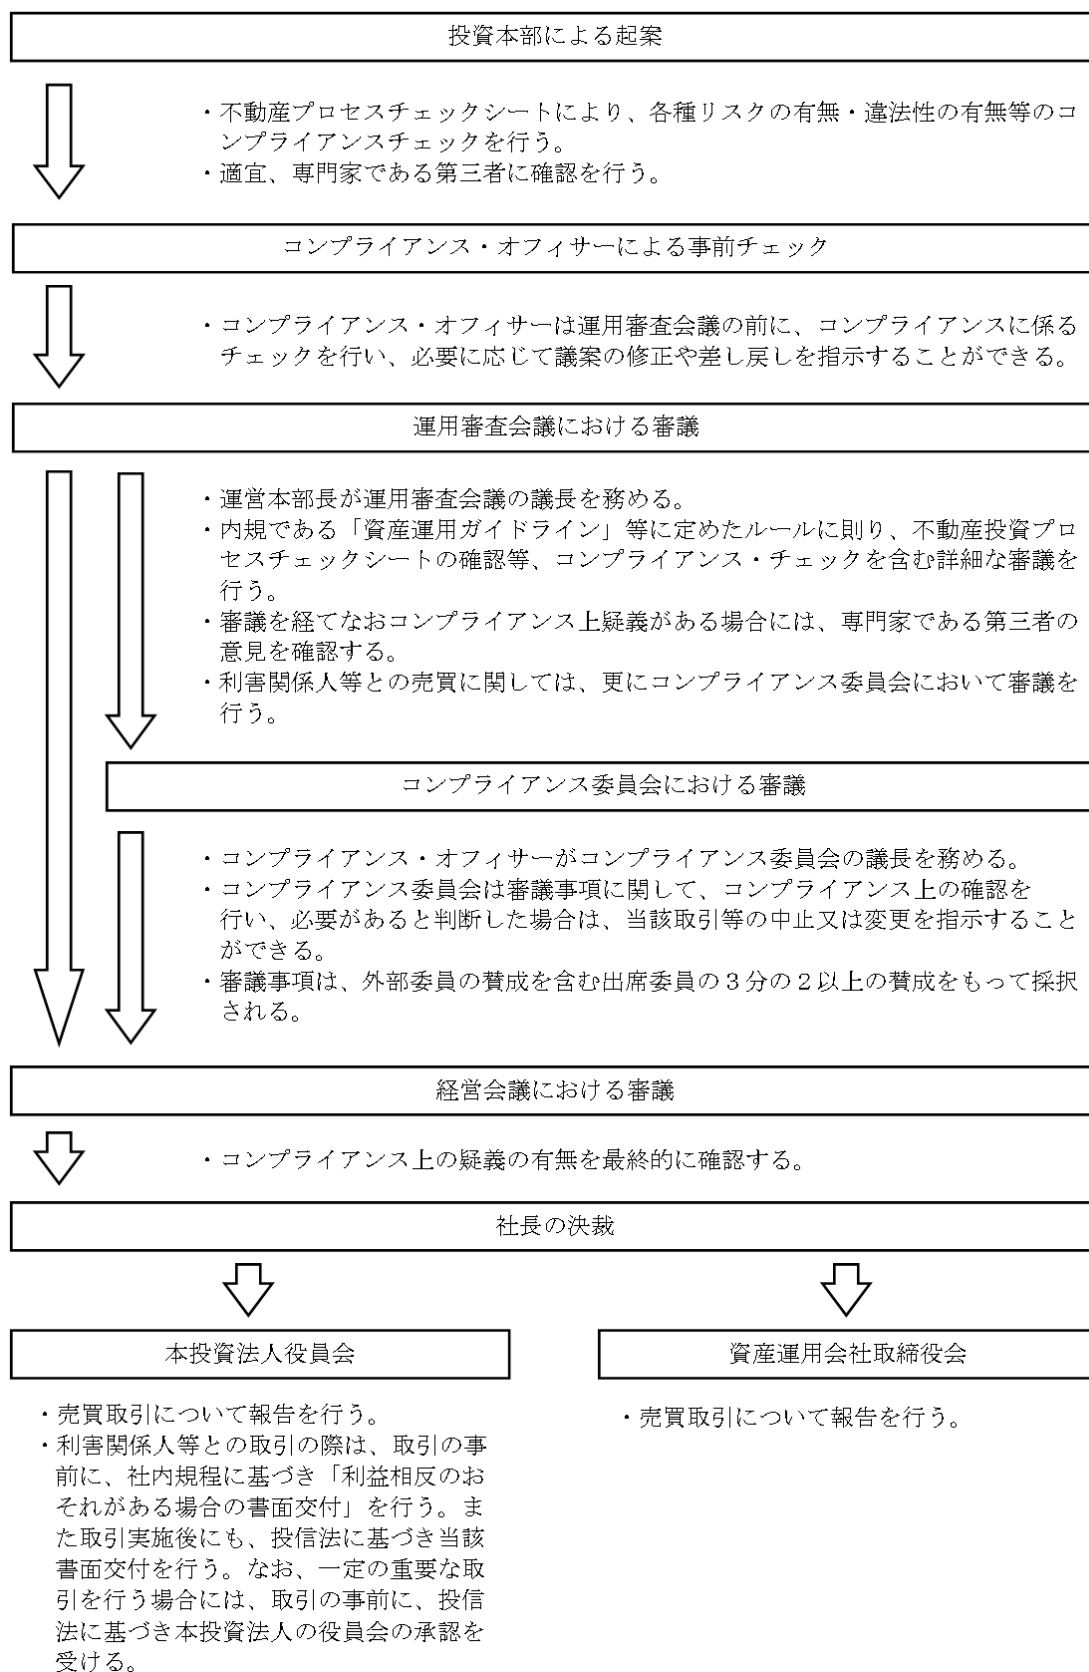 投資本部による起案
・不動産プロセスチェックシートにより、各種リスクの有無・違法性の有無等のコ
ンプライアンスチェックを行う。
・適宜、専門家である第三者に確認を行う。
コンプライアンス・オフィサーによる事前チェック
・コンプライアンス・オフィサーは運用審査会議の前に、コンプライアンスに係る
チェックを行い、必要に応じて議案の修正や差し戻しを指示することができる。
運用審査会議における審議
・運営本部長が運用審査会議の議長を務める。
・内規である「資産運用ガイドライン」等に定めたルールに則り、不動産投資プロ
セスチェックシートの確認等、コンプライアンス・チェックを含む詳細な審議を
行う。
・審議を経てなおコンプライアンス上疑義がある場合には、専門家である第三者の
意見を確認する。
・利害関係人等との売買に関しては、更にコンプライアンス委員会において審議を
行う。
コンプライアンス委員会における審議
・コンプライアンス・オフィサーがコンプライアンス委員会の議長を務める。
・コンプライアンス委員会は審議事項に関して、コンプライアンス上の確認を
行い、必要があると判断した場合は、当該取引等の中止又は変更を指示すること
ができる。
・審議事項は、外部委員の賛成を含む出席委員の３分の２以上の賛成をもって採択
される。
経営会議における審議
・コンプライアンス上の疑義の有無を最終的に確認する。
社長の決裁
本投資法人役員会
・売買取引について報告を行う。
・利害関係人等との取引の際は、取引の事
前に、社内規程に基づき「利益相反のお
それがある場合の書面交付」を行う。ま
た取引実施後にも、投信法に基づき当該
書面交付を行う。なお、一定の重要な取
引を行う場合には、取引の事前に、投信
法に基づき本投資法人の役員会の承認を
受ける。
資産運用会社取締役会
・売買取引について報告を行う。